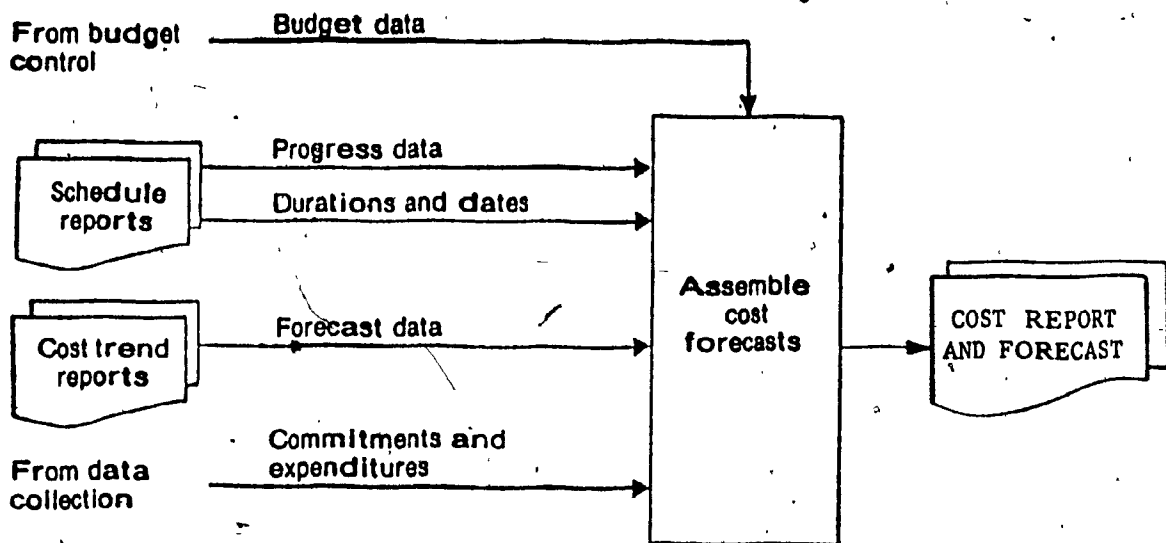 From budget
control
Budget data
Schedule
reports
Progress data
Durations and dates
Cost trend
reports
Forecast data
From data
collection
Commitments and
expenditures
Assemble
cost
forecasts
COST REPORT
AND FORECAST